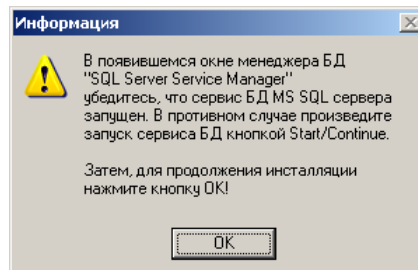 Информация
В появившемся окне менеджера БД
"SQL Server Service Manager"
убедитесь, что сервис БД MS SQL сервера
запущен. В противном случае произведите
запуск сервиса БД кнопкой Start/Continue.
Затем, для продолжения инсталляции
нажмите кнопку OK!
OK